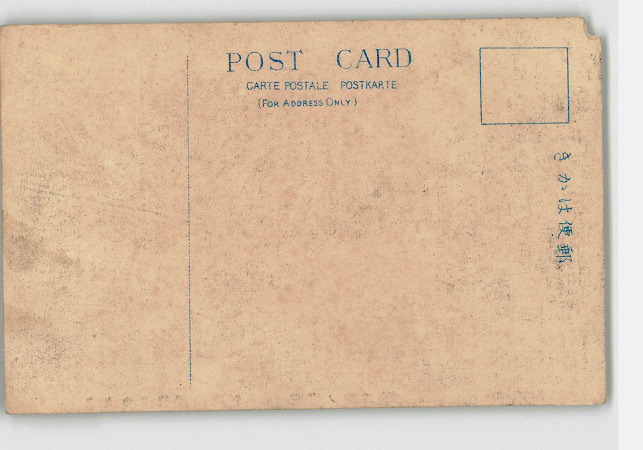 POST CARD
CARTE POSTALE POSTKARTE
(FOR ADDRESS ONLY)
きかは便郵